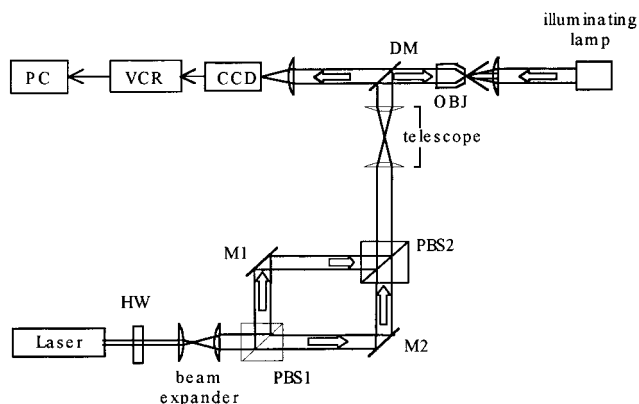 illuminating
lamp
DM
PC
VCR
CCD
OBJ
telescope
M1
PBS2
HW
Laser
M2
beam
expander
PBS1